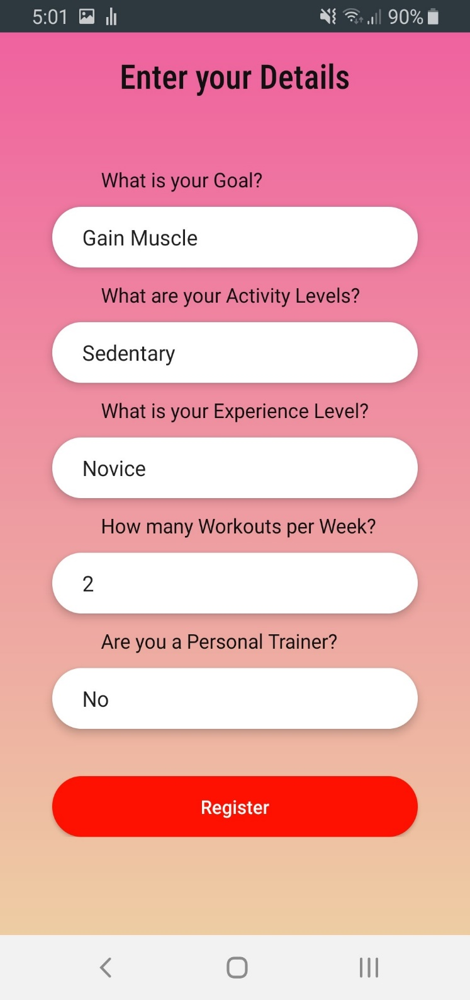 5:01 90%
Enter your Details
What is your Goal?
Gain Muscle
What are your Activity Levels?
Sedentary
What is your Experience Level?
Novice
How many Workouts per Week?
2
Are you a Personal Trainer?
No
Register